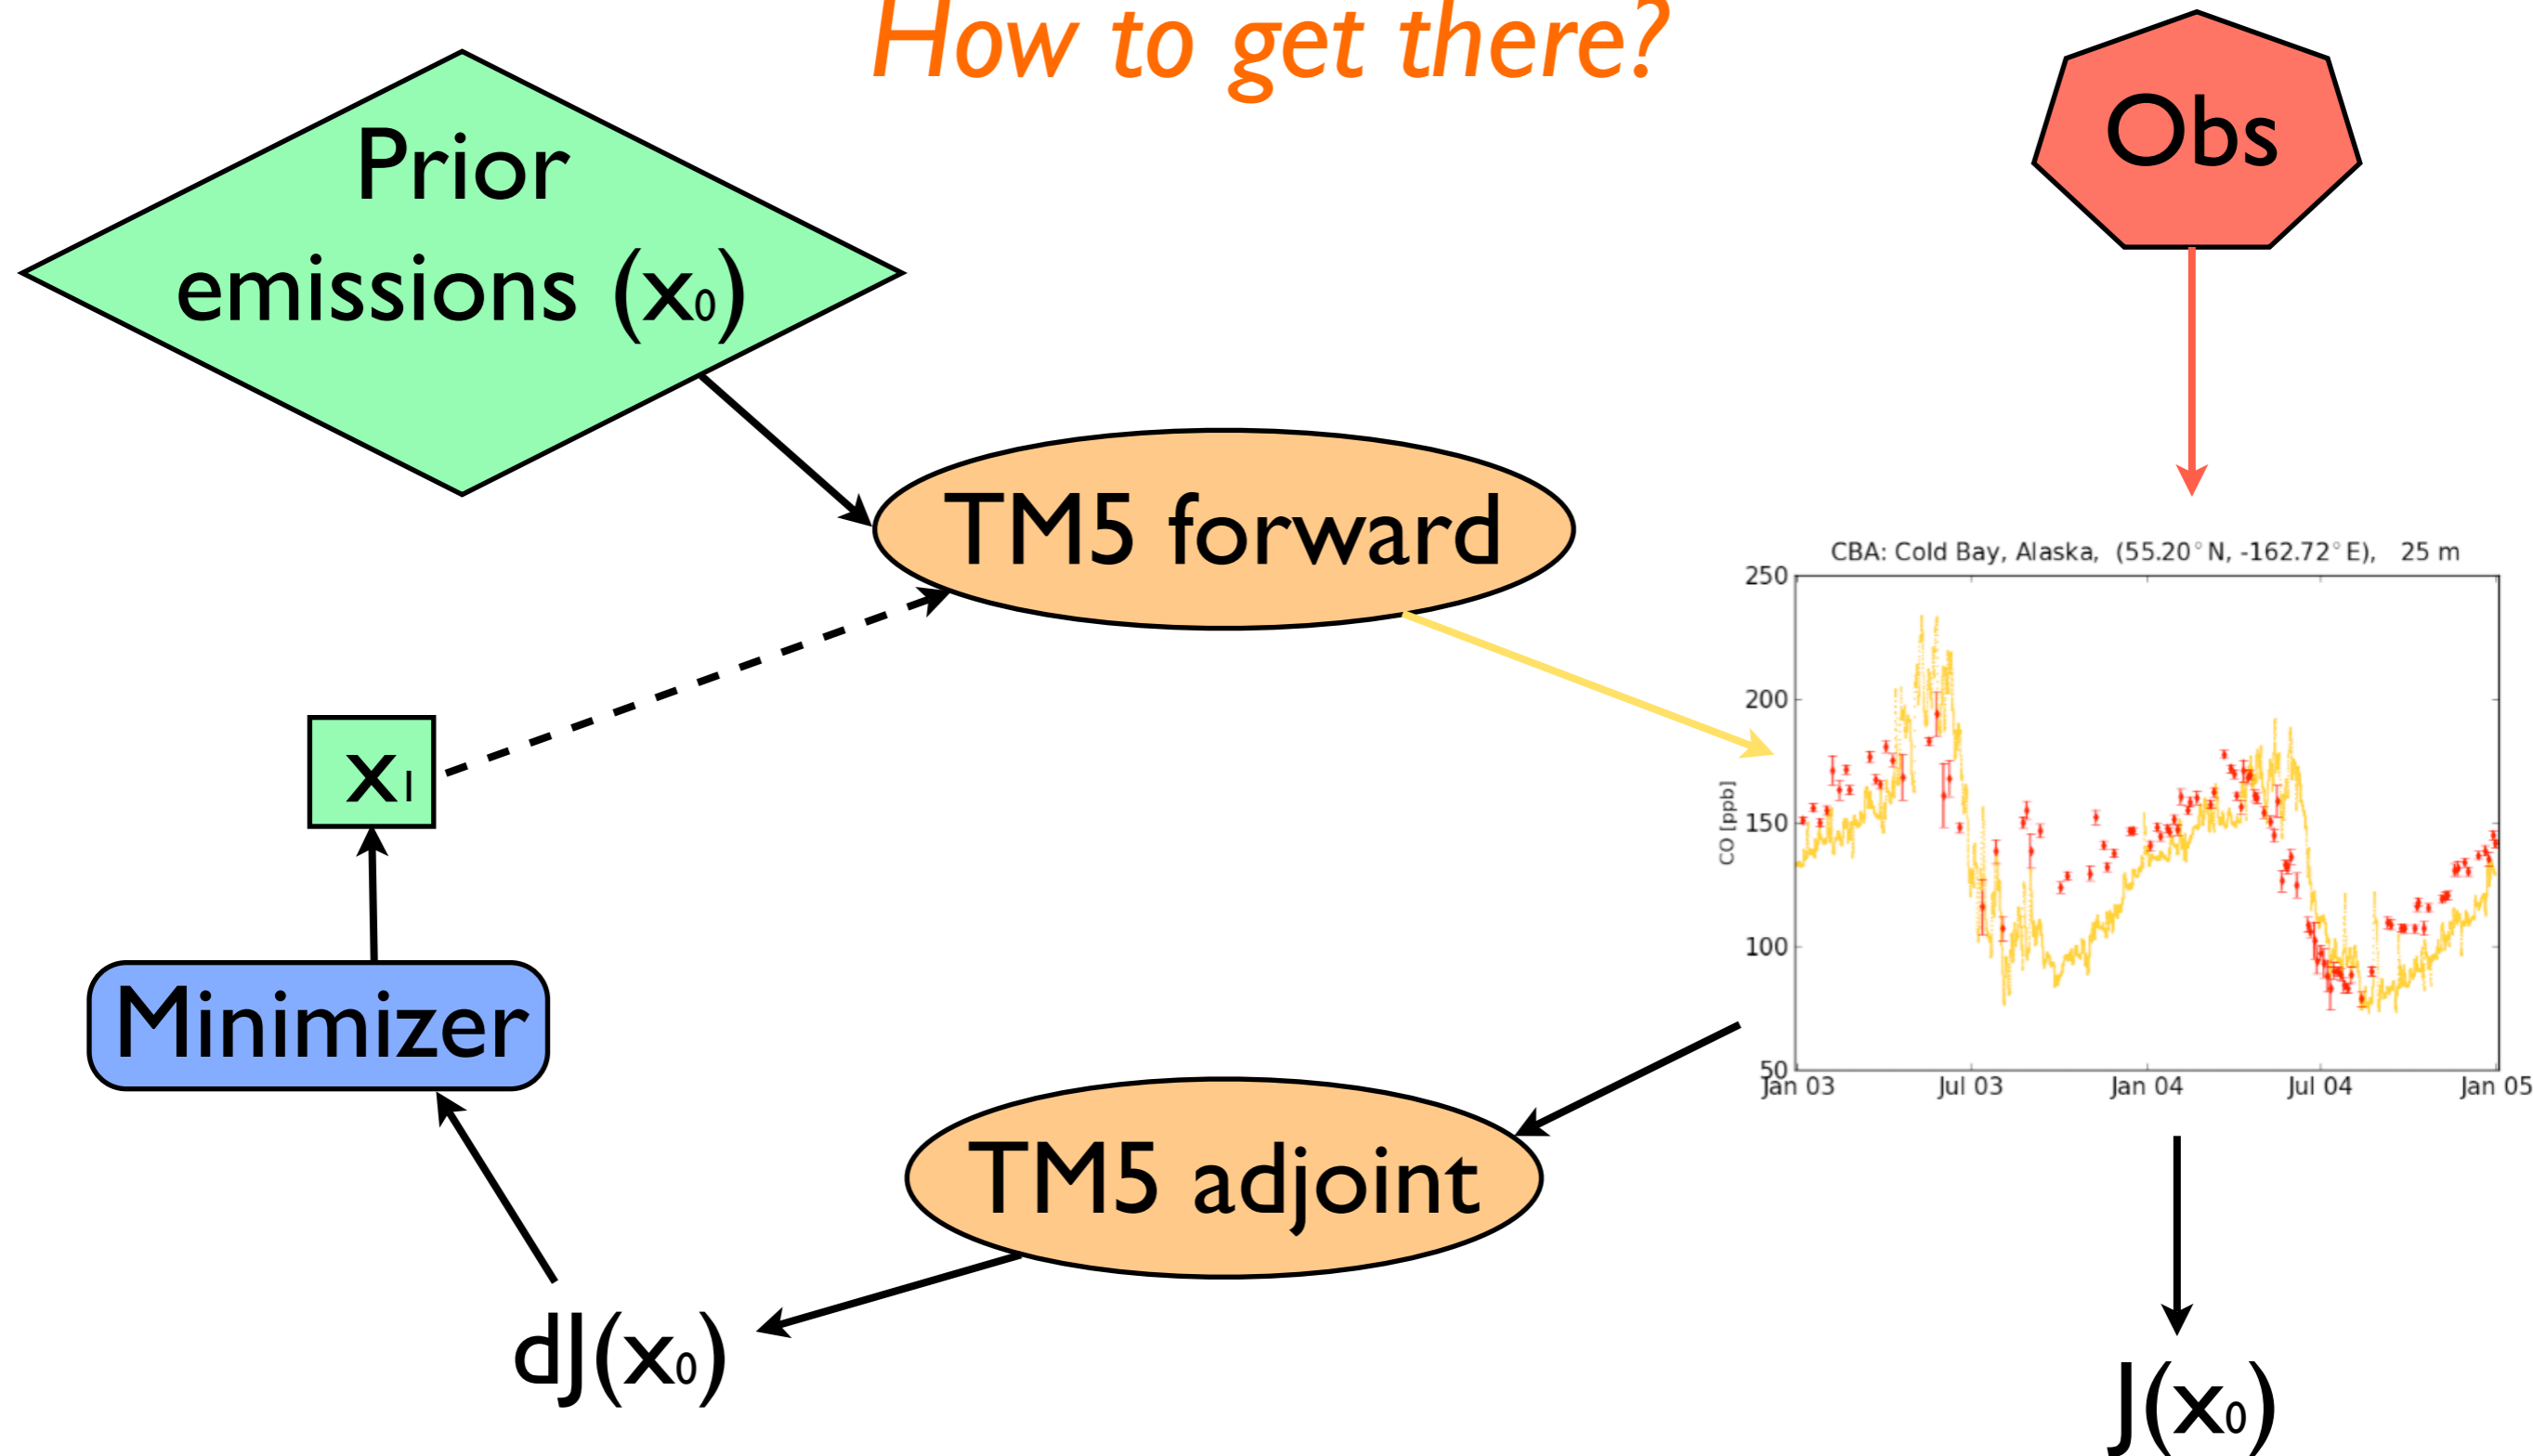 How to get there?
Prior
emissions (x₀)
Obs
TM5 forward
CBA: Cold Bay, Alaska, (55.20°N, -162.72°E), 25 m
250
200
150
100
50
CO [ppb]
Jan 03
Jul 03
Jan 04
Jul 04
Jan 05
x₁
Minimizer
TM5 adjoint
dJ(x₀)
J(x₀)